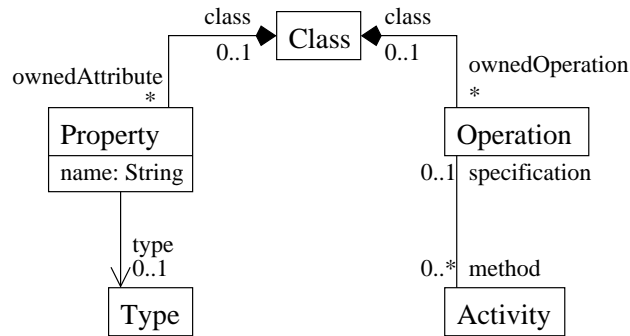 class
class
Class
0..1
0..1
ownedAttribute
*
ownedOperation
*
Property
name: String
Operation
0..1
specification
type
0..1
0..*
method
Type
Activity